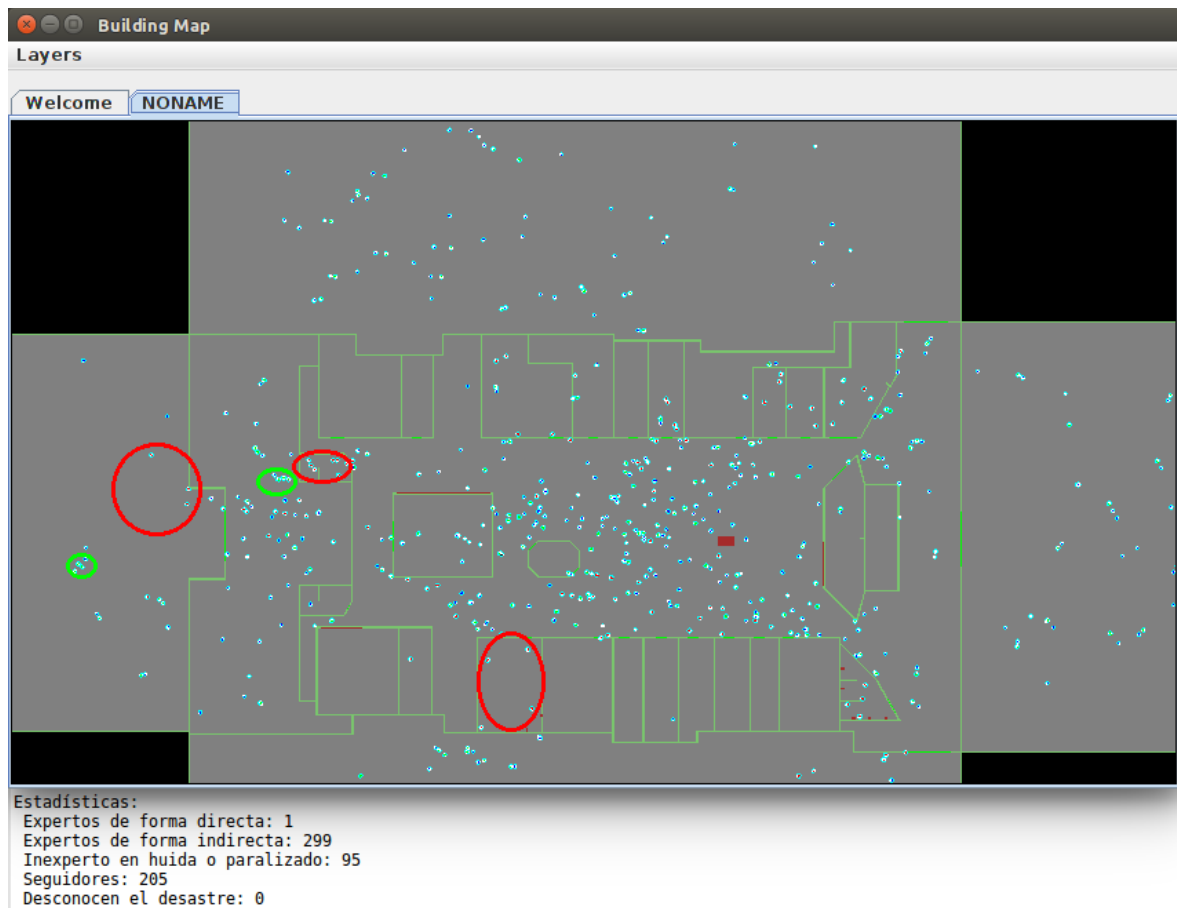 Building Map
Layers
Welcome NONAME
Estadísticas:
Expertos de forma directa: 1
Expertos de forma indirecta: 299
Inexperto en huida o paralizado: 95
Seguidores: 205
Desconocen el desastre: 0